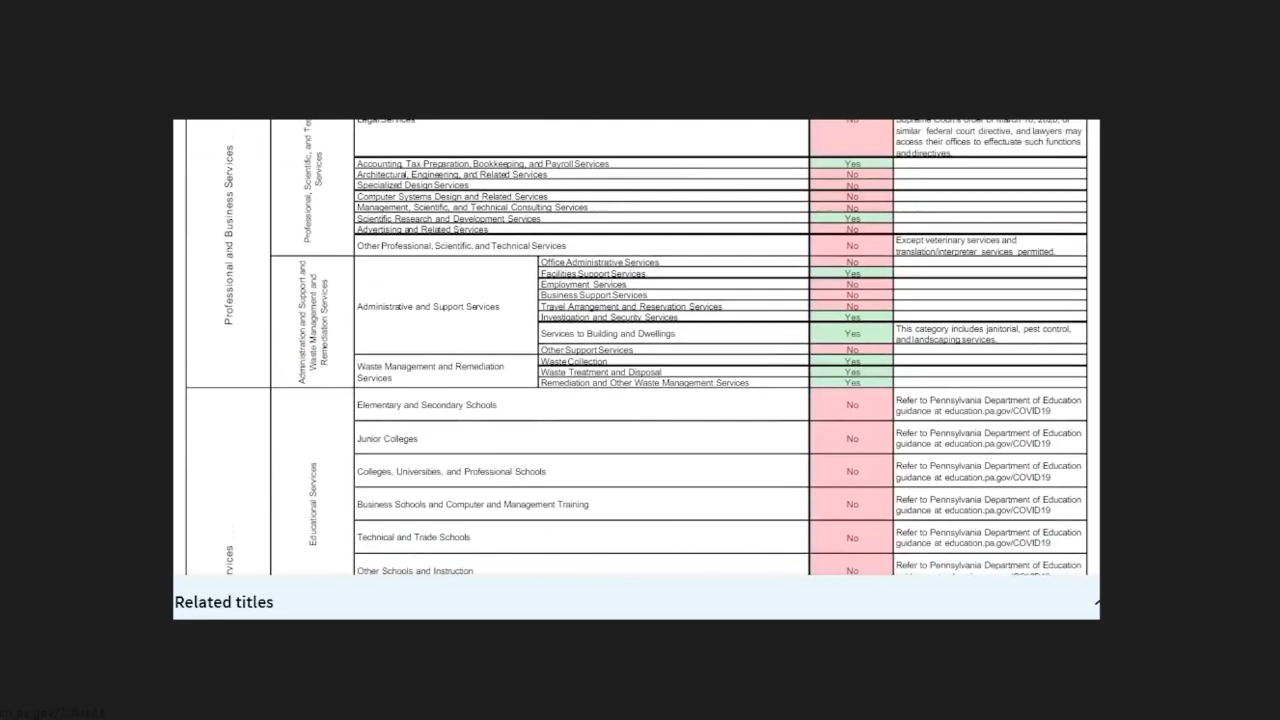 Legal Services
No
Supreme Court's order of March 16, 2020, or
similar federal court directive, and lawyers may
access their offices to effectuate such functions
and directives.
Professional and Business Services
Professional, Scientific, and Tec
Services
Accounting, Tax Preparation, Bookkeeping, and Payroll Services
Yes
Architectural, Engineering, and Related Services
No
Specialized Design Services
No
Computer Systems Design and Related Services
No
Management, Scientific, and Technical Consulting Services
No
Scientific Research and Development Services
Yes
Advertising and Related Services
No
Other Professional, Scientific, and Technical Services
No
Except veterinary services and
translation/interpreter services permitted.
Administration and Support and
Waste Management and
Remediation Services
Administrative and Support Services
Office Administrative Services
No
Facilities Support Services
Yes
Employment Services
No
Business Support Services
No
Travel Arrangement and Reservation Services
No
Investigation and Security Services
Yes
Services to Building and Dwellings
Yes
This category includes janitorial, pest control,
and landscaping services.
Other Support Services
No
Waste Management and Remediation
Services
Waste Collection
Yes
Waste Treatment and Disposal
Yes
Remediation and Other Waste Management Services
Yes
rvices
Educational Services
Elementary and Secondary Schools
No
Refer to Pennsylvania Department of Education
guidance at education.pa.gov/COVID19
Junior Colleges
No
Refer to Pennsylvania Department of Education
guidance at education.pa.gov/COVID19
Colleges, Universities, and Professional Schools
No
Refer to Pennsylvania Department of Education
guidance at education.pa.gov/COVID19
Business Schools and Computer and Management Training
No
Refer to Pennsylvania Department of Education
guidance at education.pa.gov/COVID19
Technical and Trade Schools
No
Refer to Pennsylvania Department of Education
guidance at education.pa.gov/COVID19
Other Schools and Instruction
No
Refer to Pennsylvania Department of Education
Related titles